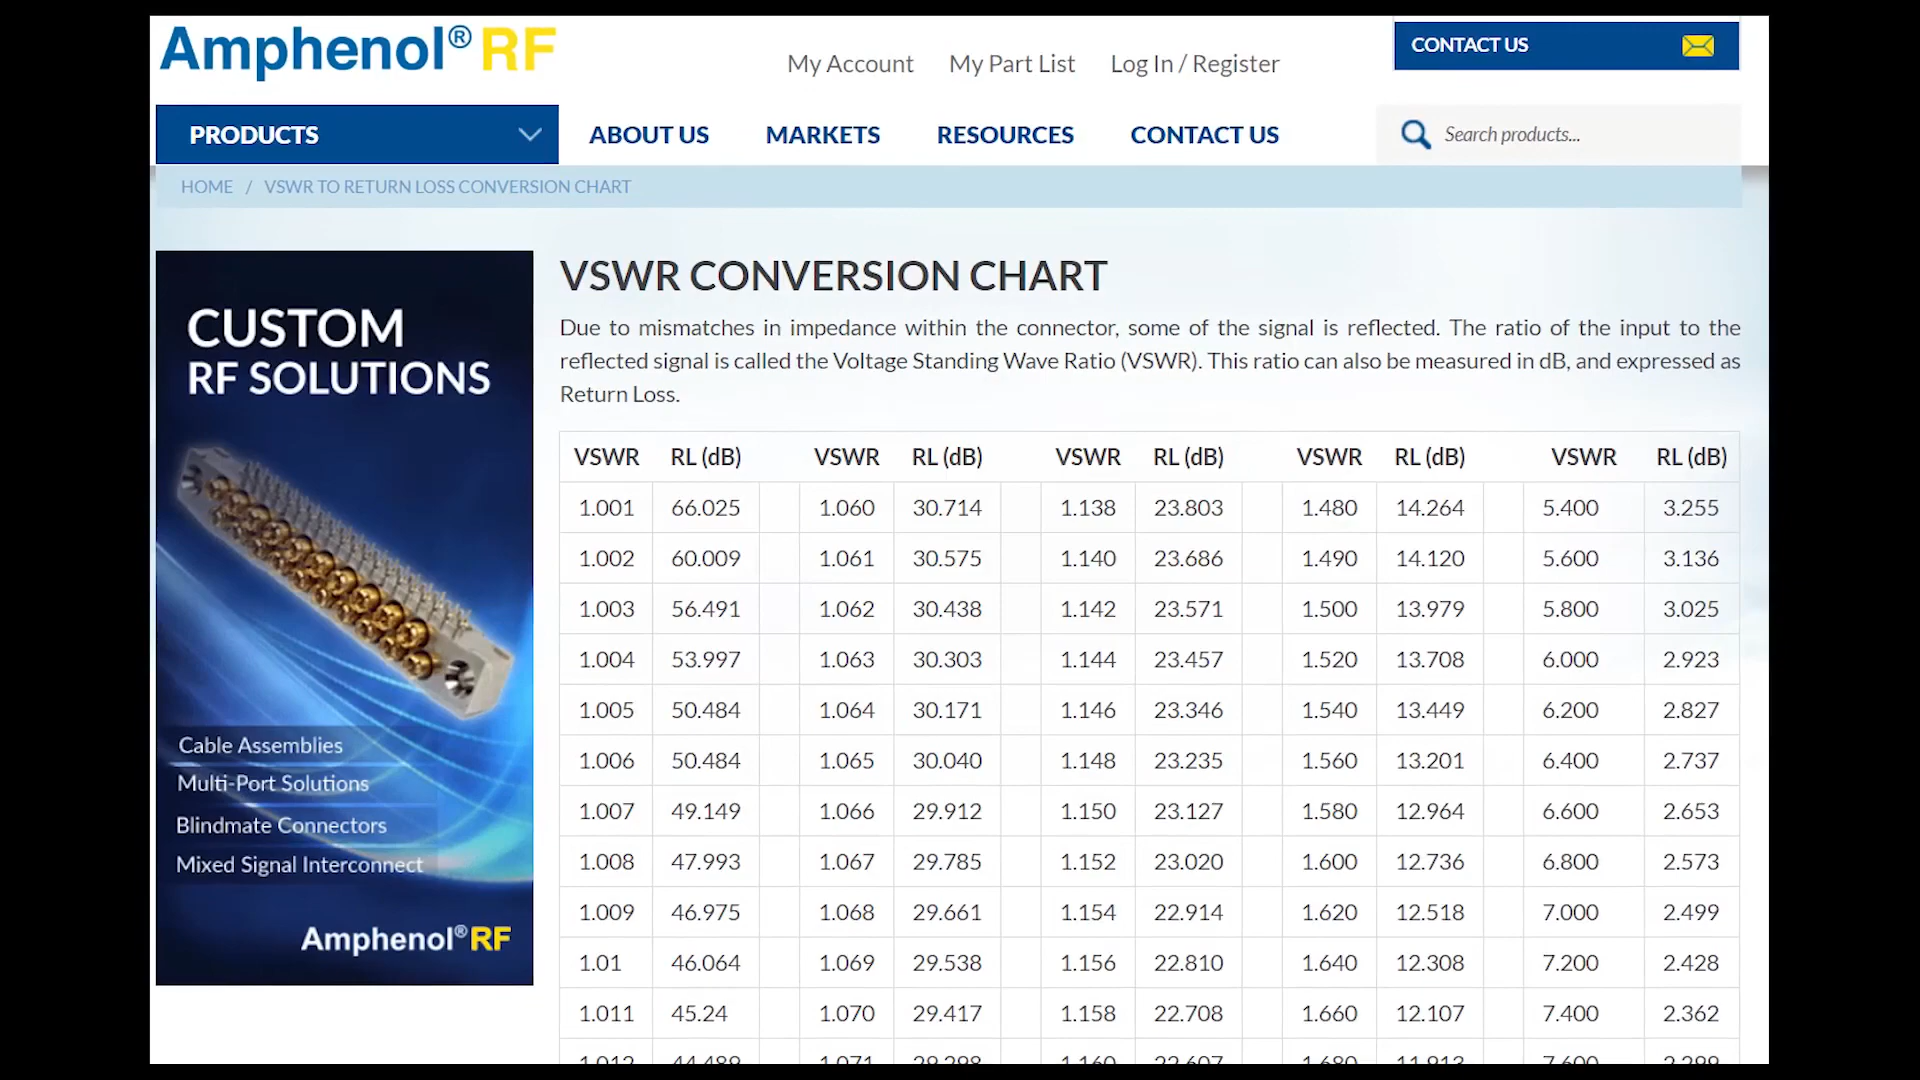 Amphenol® RF
My Account My Part List Log In / Register
CONTACT US
PRODUCTS ABOUT US MARKETS RESOURCES CONTACT US Search products...
HOME / VSWR TO RETURN LOSS CONVERSION CHART
CUSTOM
RF SOLUTIONS
Cable Assemblies
Multi-Port Solutions
Blindmate Connectors
Mixed Signal Interconnect
Amphenol® RF
VSWR CONVERSION CHART
Due to mismatches in impedance within the connector, some of the signal is reflected. The ratio of the input to the
reflected signal is called the Voltage Standing Wave Ratio (VSWR). This ratio can also be measured in dB, and expressed as
Return Loss.
VSWR RL (dB) VSWR RL (dB) VSWR RL (dB) VSWR RL (dB) VSWR RL (dB)
1.001 66.025 1.060 30.714 1.138 23.803 1.480 14.264 5.400 3.255
1.002 60.009 1.061 30.575 1.140 23.686 1.490 14.120 5.600 3.136
1.003 56.491 1.062 30.438 1.142 23.571 1.500 13.979 5.800 3.025
1.004 53.997 1.063 30.303 1.144 23.457 1.520 13.708 6.000 2.923
1.005 50.484 1.064 30.171 1.146 23.346 1.540 13.449 6.200 2.827
1.006 50.484 1.065 30.040 1.148 23.235 1.560 13.201 6.400 2.737
1.007 49.149 1.066 29.912 1.150 23.127 1.580 12.964 6.600 2.653
1.008 47.993 1.067 29.785 1.152 23.020 1.600 12.736 6.800 2.573
1.009 46.975 1.068 29.661 1.154 22.914 1.620 12.518 7.000 2.499
1.01 46.064 1.069 29.538 1.156 22.810 1.640 12.308 7.200 2.428
1.011 45.24 1.070 29.417 1.158 22.708 1.660 12.107 7.400 2.362